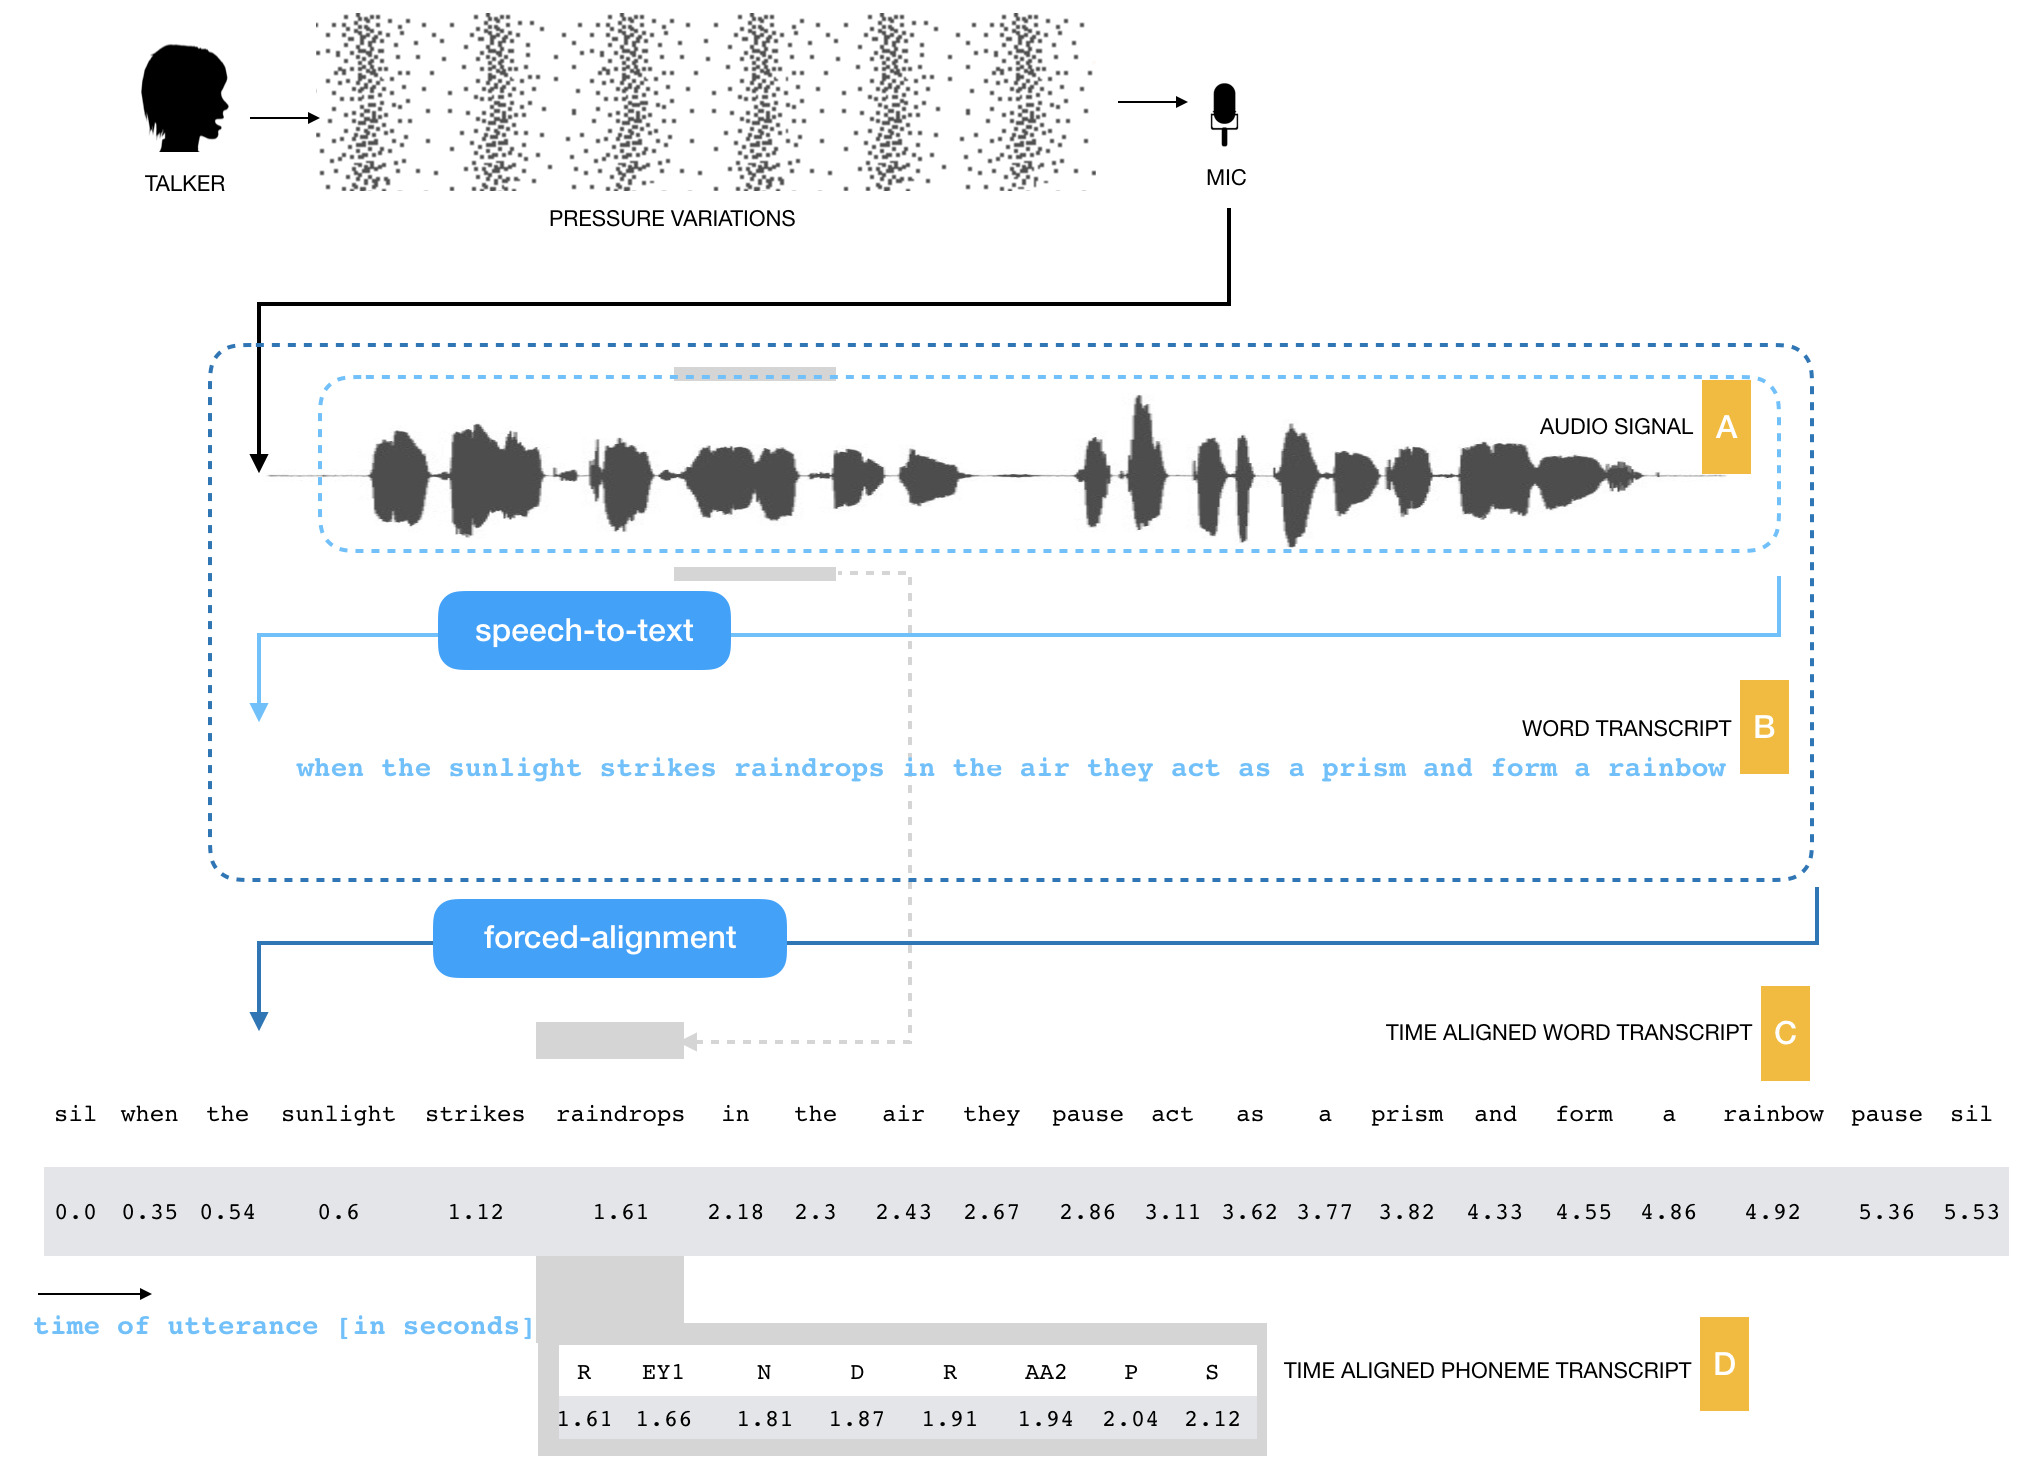 TALKER
MIC
PRESSURE VARIATIONS
AUDIO SIGNAL A
speech-to-text
WORD TRANSCRIPT B
when the sunlight strikes raindrops in the air they act as a prism and form a rainbow
forced-alignment
TIME ALIGNED WORD TRANSCRIPT C
sil when the sunlight strikes raindrops in the air they pause act as a prism and form a rainbow pause sil
0.0 0.35 0.54 0.6 1.12 1.61 2.18 2.3 2.43 2.67 2.86 3.11 3.62 3.77 3.82 4.33 4.55 4.86 4.92 5.36 5.53
time of utterance [in seconds]
R EY1 N D R AA2 P S
TIME ALIGNED PHONEME TRANSCRIPT D
1.61 1.66 1.81 1.87 1.91 1.94 2.04 2.12